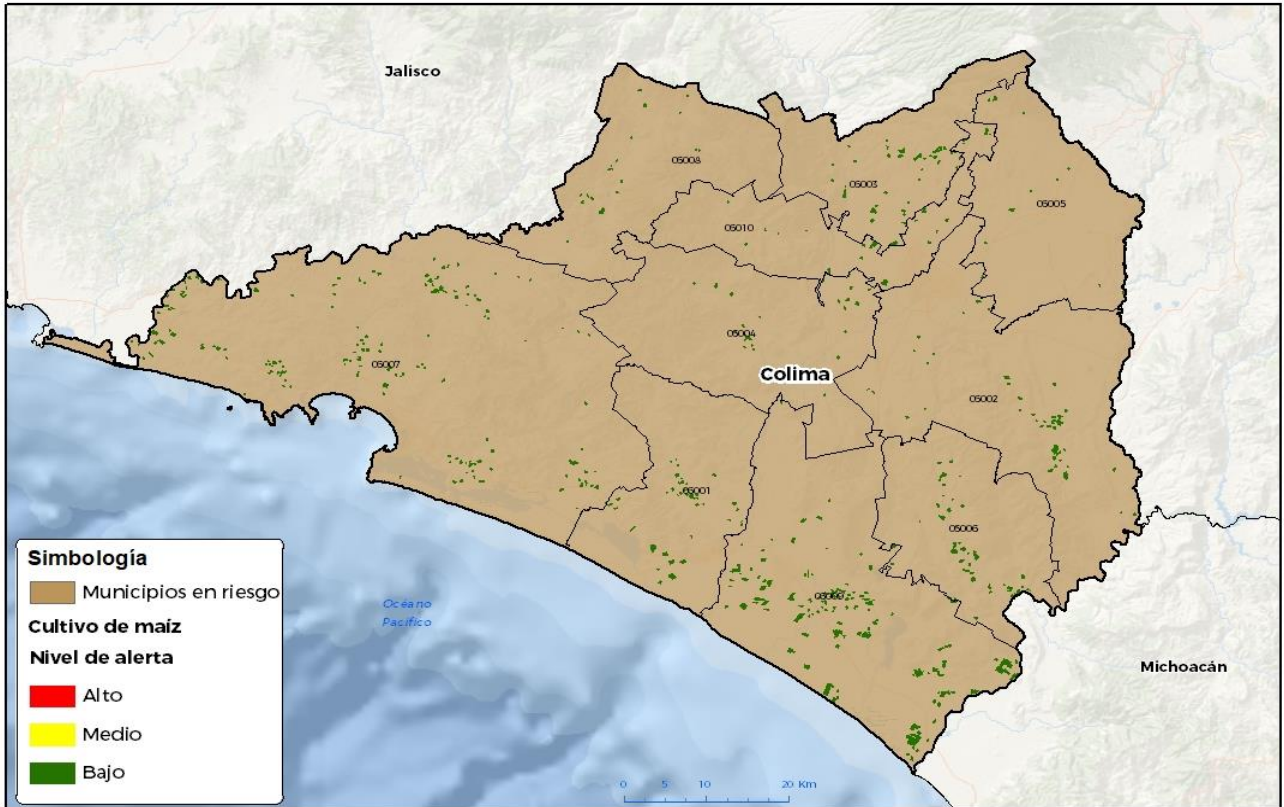 Jalisco
05008
05003
05005
05010
05004
05007
Colima
05002
05001
05006
Simbología
Municipios en riesgo
Cultivo de maíz
Nivel de alerta
Alto
Medio
Bajo
Océano
Pacífico
Michoacán
0 5 10 20 Km